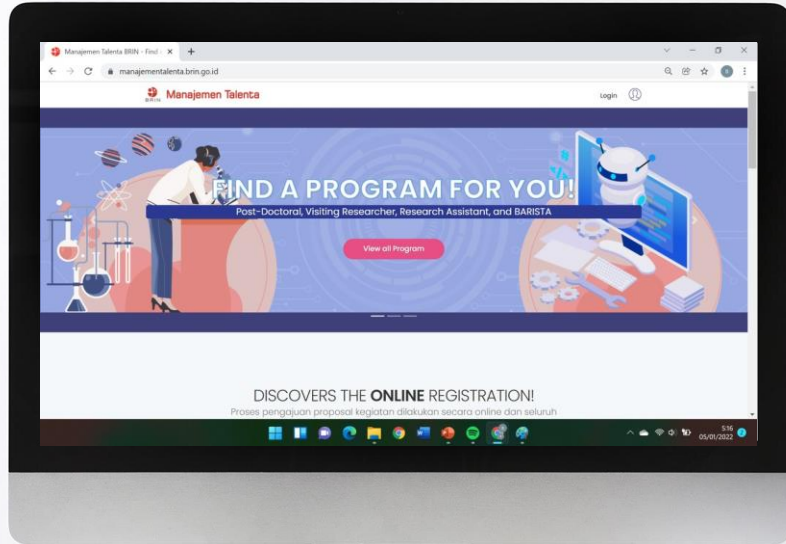 Manajemen Talenta BRIN - Find
manajementalenta.brin.go.id
BRIN Manajemen Talenta
Login
FIND A PROGRAM FOR YOU!
Post-Doctoral, Visiting Researcher, Research Assistant, and BARISTA
View all Program
DISCOVERS THE ONLINE REGISTRATION!
Proses pengajuan proposal kegiatan dilakukan secara online dan seluruh
5:16
05/01/2022